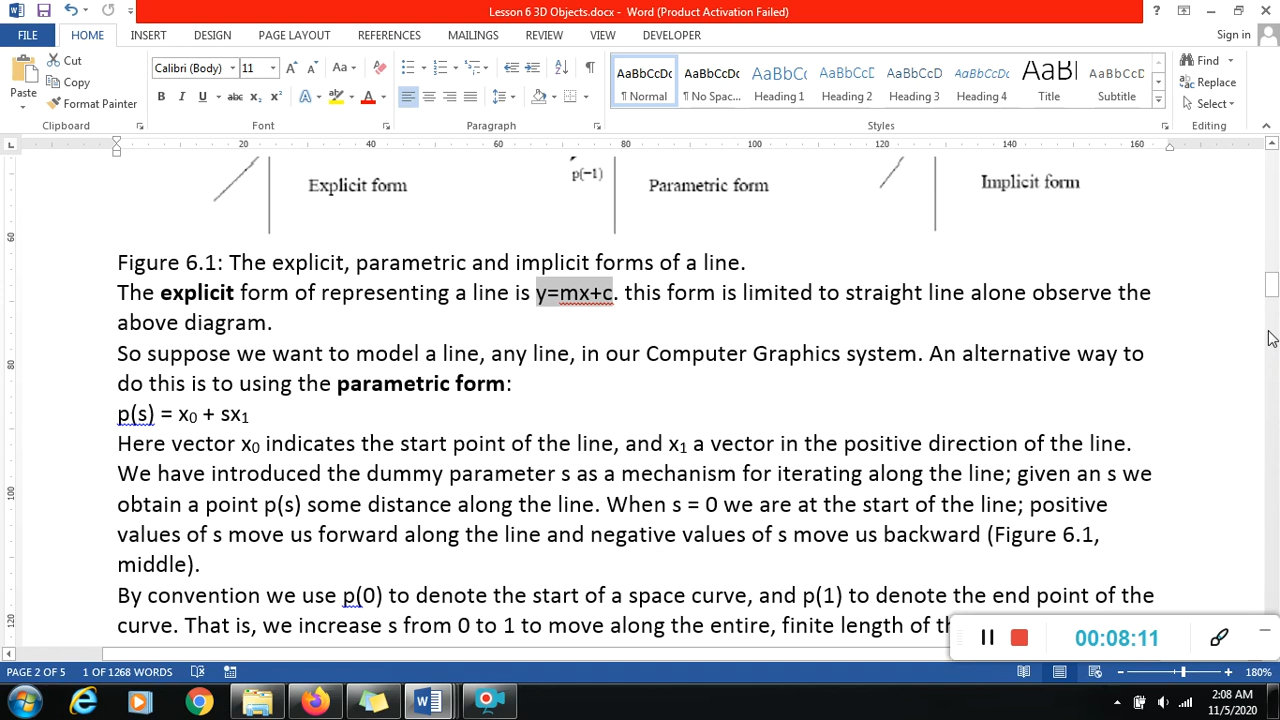 Lesson 6 3D Objects.docx - Word (Product Activation Failed)
FILE HOME INSERT DESIGN PAGE LAYOUT REFERENCES MAILINGS REVIEW VIEW DEVELOPER Sign in
Paste Cut Copy Format Painter
Calibri (Body) 11
AaBbCcDc AaBbCcDc AaBbC AaBbCc AaBbCcD AaBbCcD AaBl AaBbCcD
¶ Normal ¶ No Spac... Heading 1 Heading 2 Heading 3 Heading 4 Title Subtitle
Find Replace Select
Clipboard Font Paragraph Styles Editing
20 40 60 80 100 120 140 160
p(-1)
Explicit form Parametric form Implicit form
Figure 6.1: The explicit, parametric and implicit forms of a line.
The explicit form of representing a line is y=mx+c. this form is limited to straight line alone observe the
above diagram.
So suppose we want to model a line, any line, in our Computer Graphics system. An alternative way to
do this is to using the parametric form:
p(s) = x₀ + sx₁
Here vector x₀ indicates the start point of the line, and x₁ a vector in the positive direction of the line.
We have introduced the dummy parameter s as a mechanism for iterating along the line; given an s we
obtain a point p(s) some distance along the line. When s = 0 we are at the start of the line; positive
values of s move us forward along the line and negative values of s move us backward (Figure 6.1,
middle).
By convention we use p(0) to denote the start of a space curve, and p(1) to denote the end point of the
curve. That is, we increase s from 0 to 1 to move along the entire, finite length of
00:08:11
PAGE 2 OF 5 1 OF 1268 WORDS 180%
2:08 AM
11/5/2020